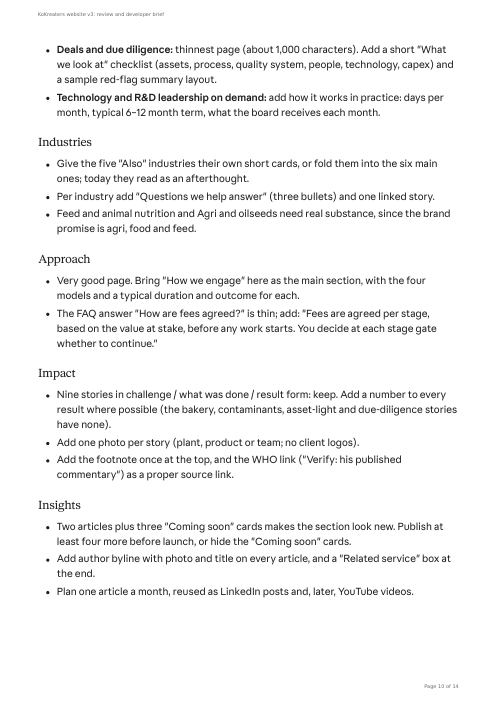 KoKreators website v3: review and developer brief
• Deals and due diligence: thinnest page (about 1,000 characters). Add a short "What
we look at" checklist (assets, process, quality system, people, technology, capex) and
a sample red-flag summary layout.
• Technology and R&D leadership on demand: add how it works in practice: days per
month, typical 6–12 month term, what the board receives each month.
Industries
• Give the five "Also" industries their own short cards, or fold them into the six main
ones; today they read as an afterthought.
• Per industry add "Questions we help answer" (three bullets) and one linked story.
• Feed and animal nutrition and Agri and oilseeds need real substance, since the brand
promise is agri, food and feed.
Approach
• Very good page. Bring "How we engage" here as the main section, with the four
models and a typical duration and outcome for each.
• The FAQ answer "How are fees agreed?" is thin; add: "Fees are agreed per stage,
based on the value at stake, before any work starts. You decide at each stage gate
whether to continue."
Impact
• Nine stories in challenge / what was done / result form: keep. Add a number to every
result where possible (the bakery, contaminants, asset-light and due-diligence stories
have none).
• Add one photo per story (plant, product or team; no client logos).
• Add the footnote once at the top, and the WHO link ("Verify: his published
commentary") as a proper source link.
Insights
• Two articles plus three "Coming soon" cards makes the section look new. Publish at
least four more before launch, or hide the "Coming soon" cards.
• Add author byline with photo and title on every article, and a "Related service" box at
the end.
• Plan one article a month, reused as LinkedIn posts and, later, YouTube videos.
Page 10 of 14